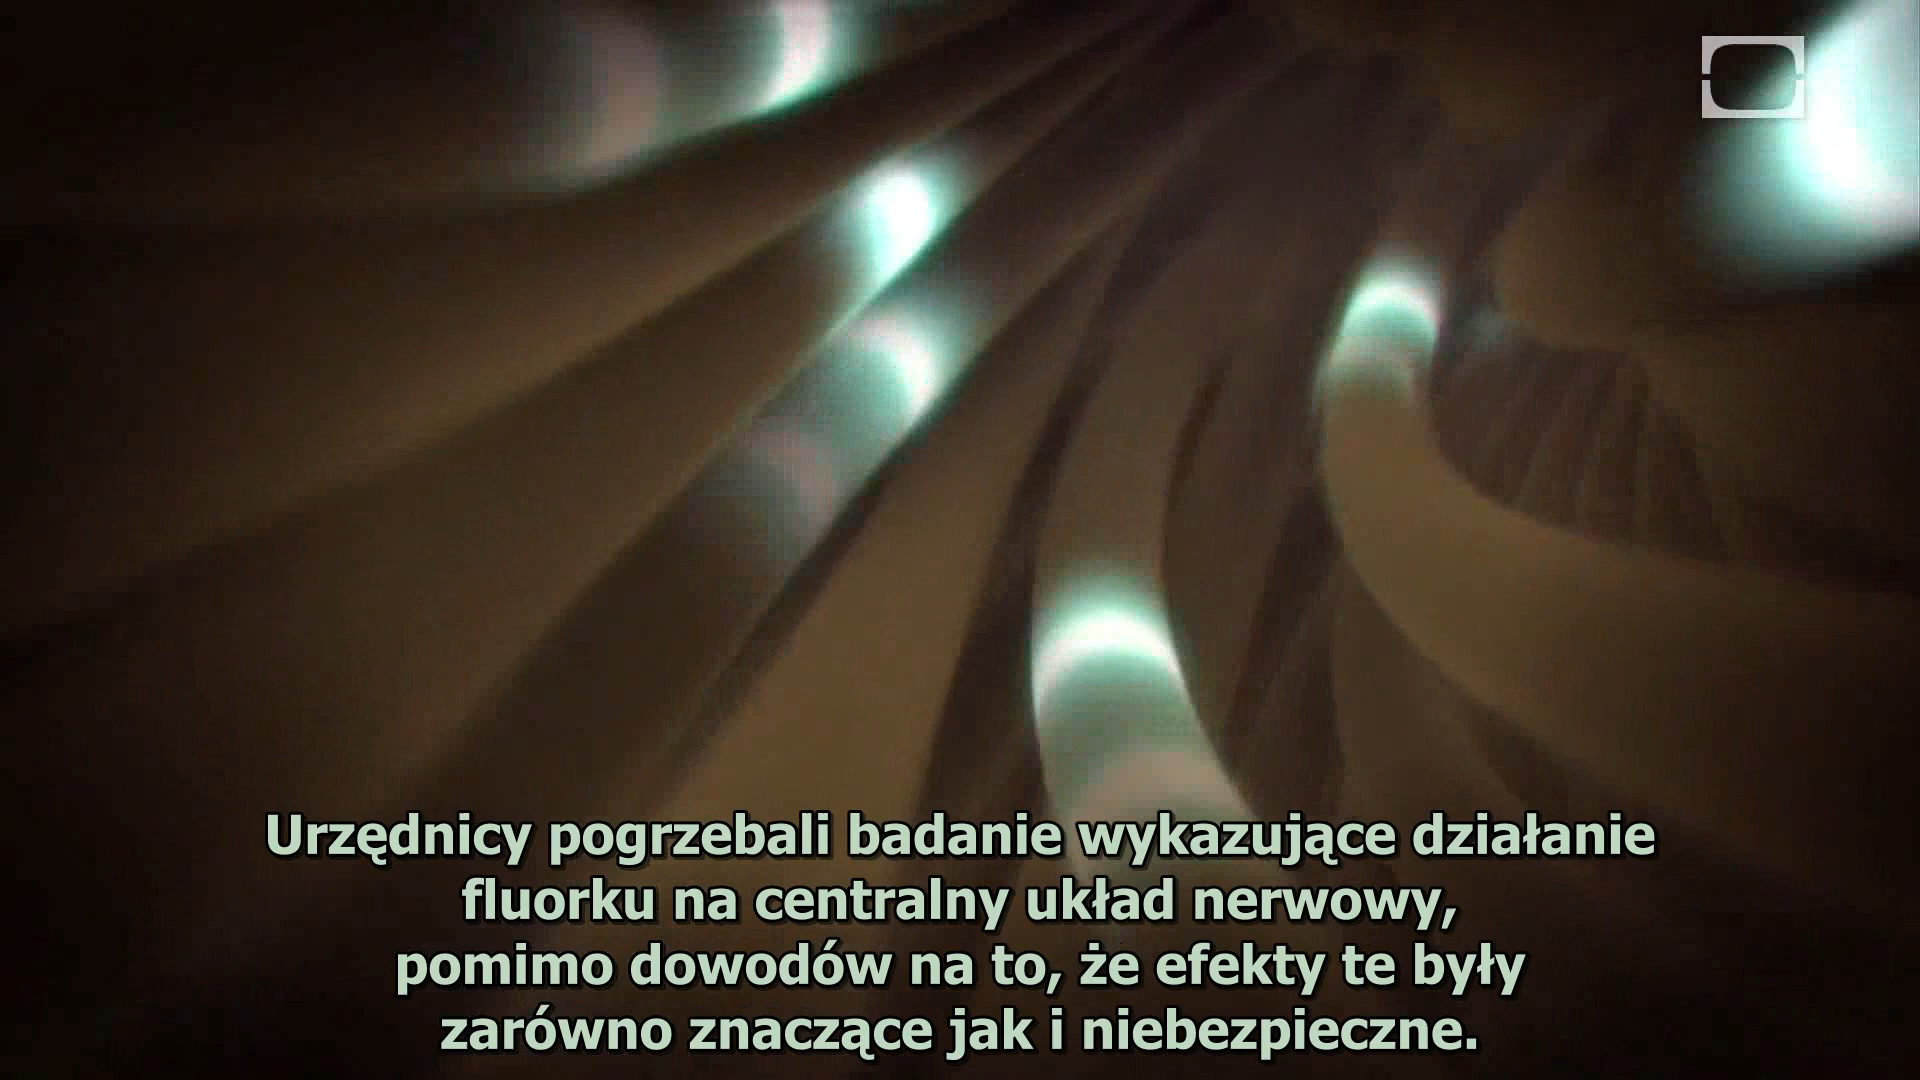 Urzędnicy pogrzebali badanie wykazujące działanie
fluorku na centralny układ nerwowy,
pomimo dowodów na to, że efekty te były
zarówno znaczące jak i niebezpieczne.